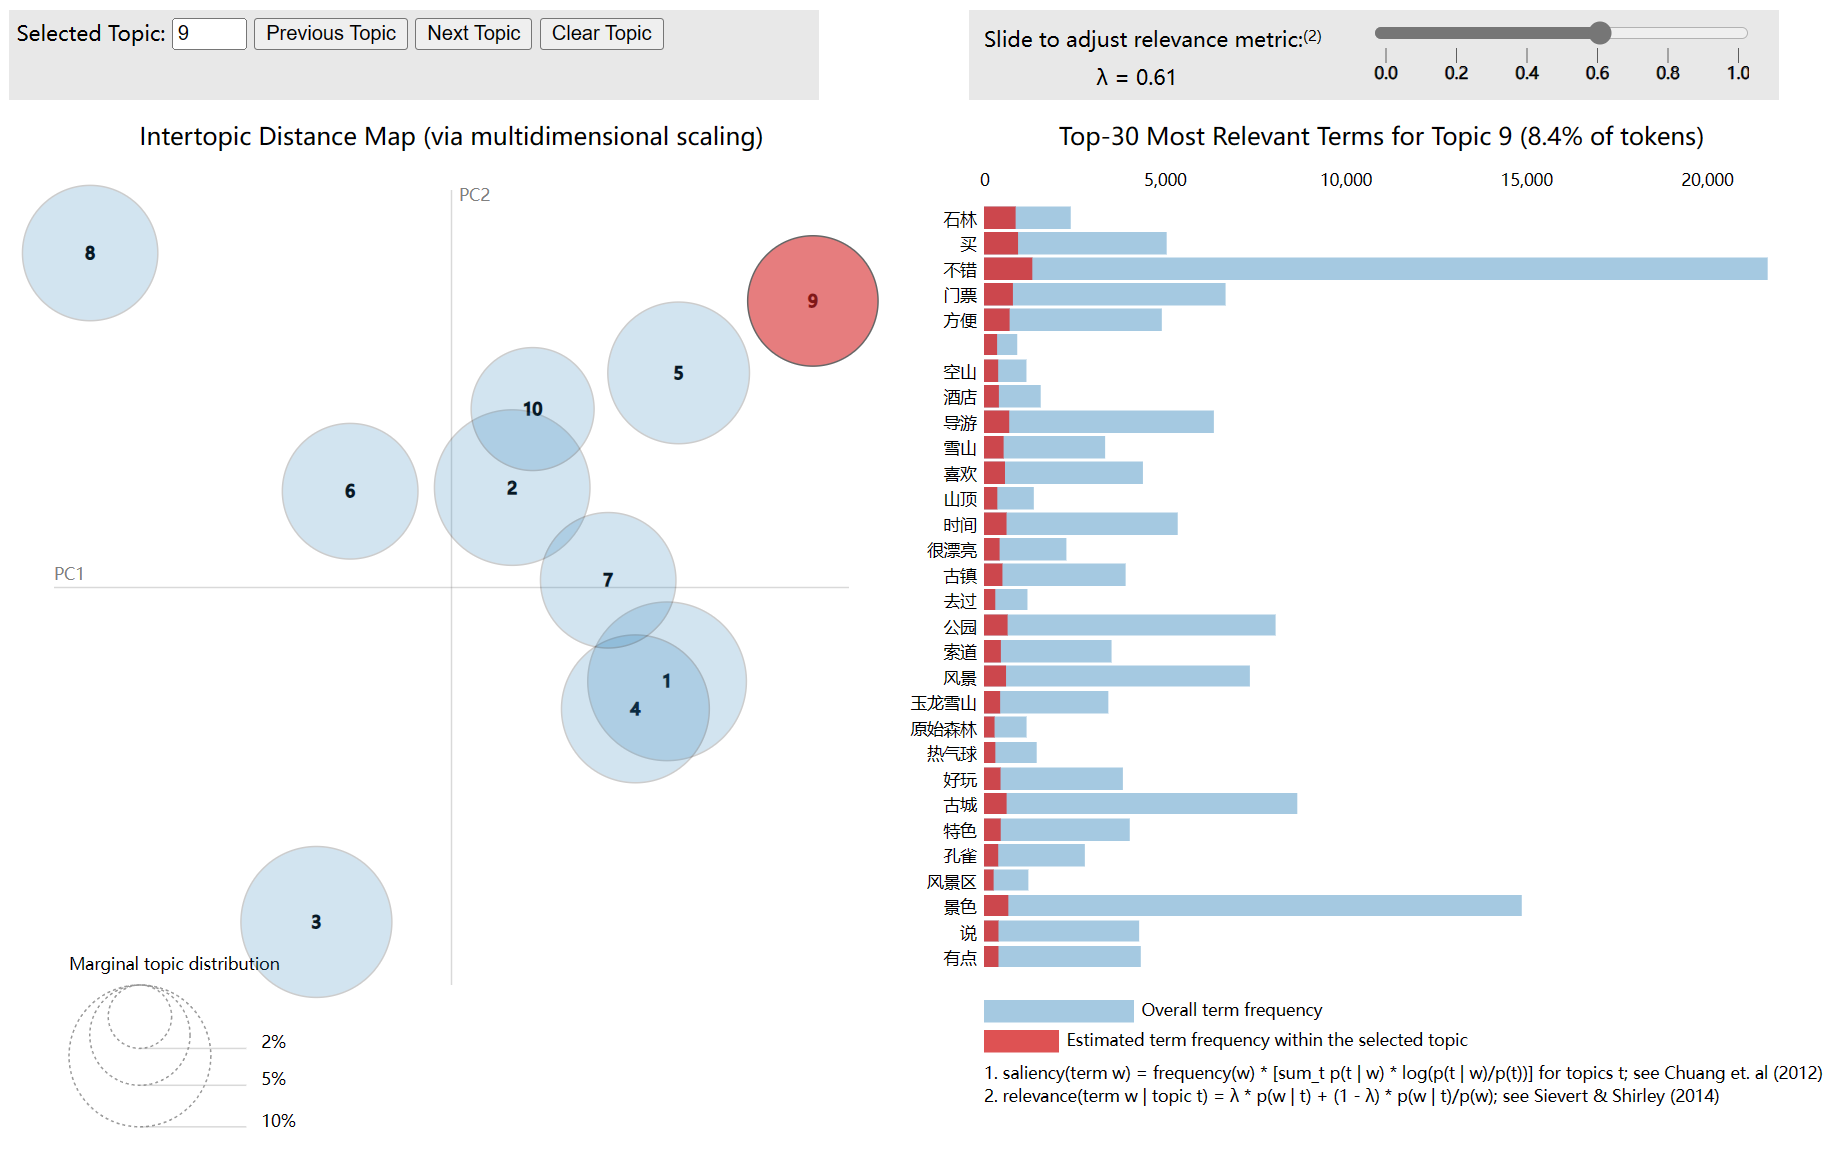 Selected Topic: 9 Previous Topic Next Topic Clear Topic
Slide to adjust relevance metric:(2)
λ = 0.61
0.0 0.2 0.4 0.6 0.8 1.0
Intertopic Distance Map (via multidimensional scaling)
PC2
PC1
8
9
5
10
2
6
7
1
4
3
Marginal topic distribution
2%
5%
10%
Top-30 Most Relevant Terms for Topic 9 (8.4% of tokens)
0 5,000 10,000 15,000 20,000
石林
买
不错
门票
方便
空山
酒店
导游
雪山
喜欢
山顶
时间
很漂亮
古镇
去过
公园
索道
风景
玉龙雪山
原始森林
热气球
好玩
古城
特色
孔雀
风景区
景色
说
有点
Overall term frequency
Estimated term frequency within the selected topic
1. saliency(term w) = frequency(w) * [sum_t p(t | w) * log(p(t | w)/p(t))] for topics t; see Chuang et. al (2012)
2. relevance(term w | topic t) = λ * p(w | t) + (1 - λ) * p(w | t)/p(w); see Sievert & Shirley (2014)